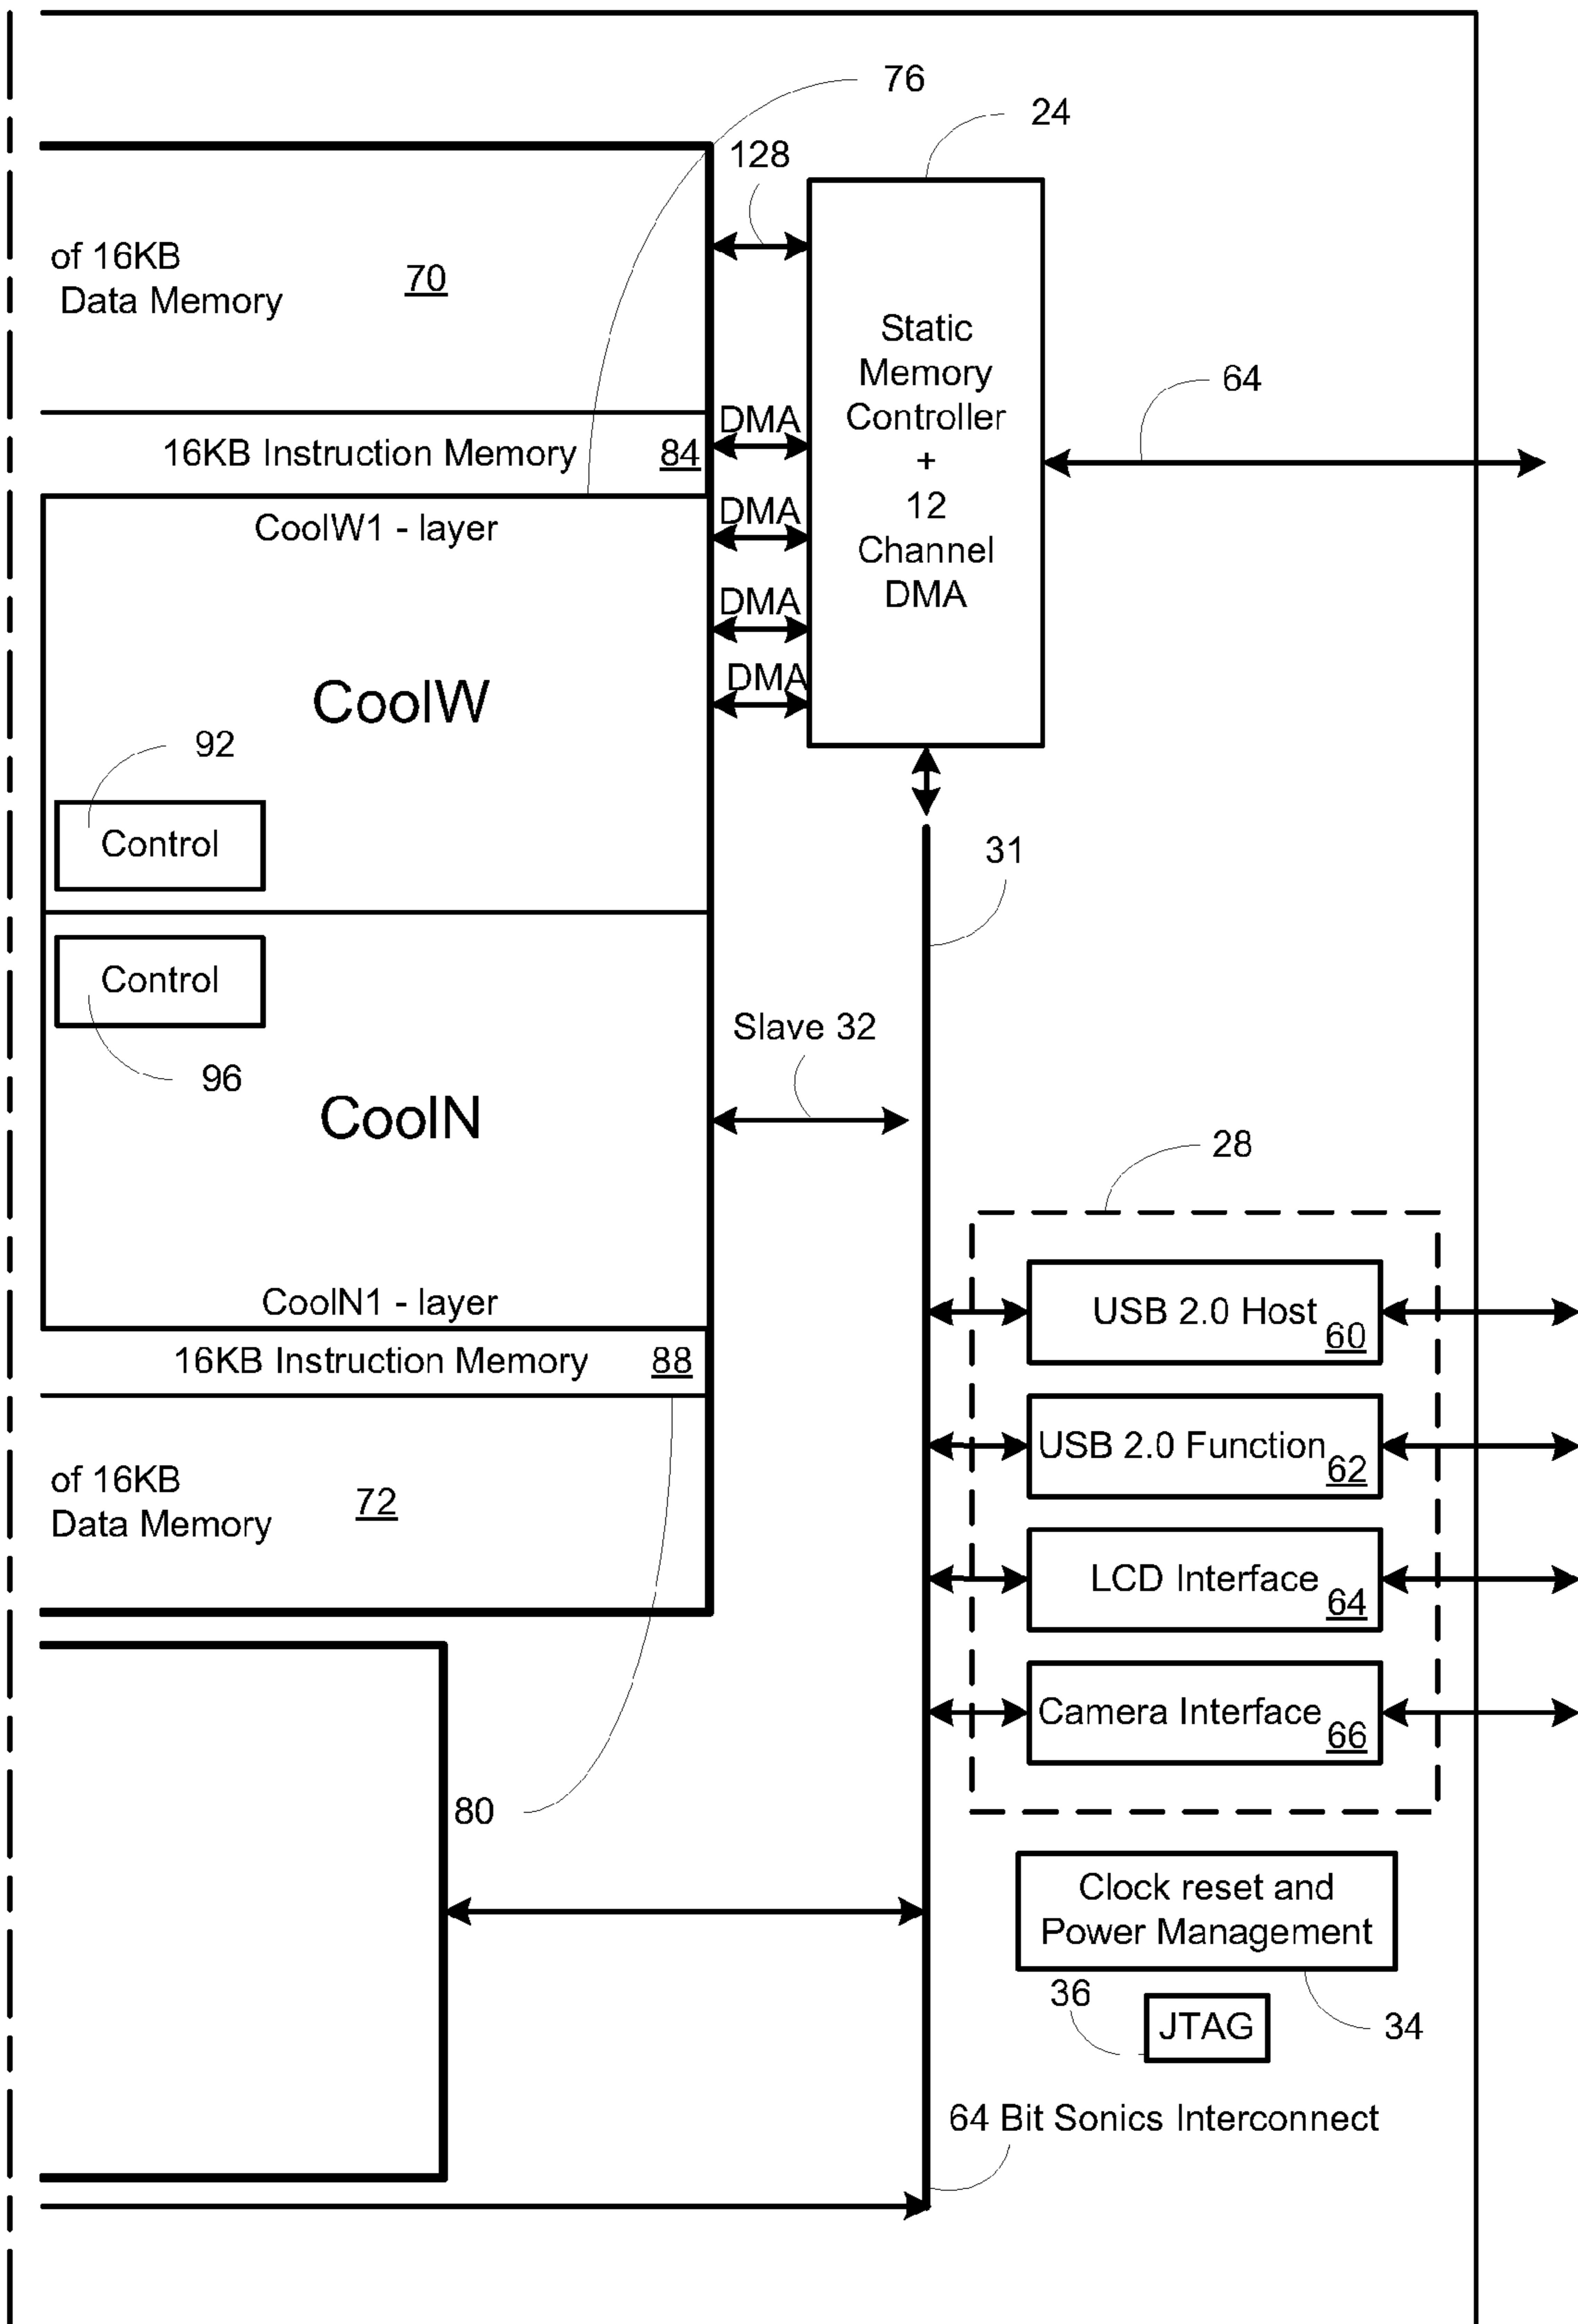 76
24
128
of 16KB
Data Memory
70
Static
Memory
Controller
+
12
Channel
DMA
64
DMA
16KB Instruction Memory
84
DMA
CoolW1 - layer
DMA
DMA
CoolW
92
Control
31
Control
Slave 32
96
CoolN
28
CoolN1 - layer
USB 2.0 Host
60
16KB Instruction Memory
88
USB 2.0 Function
62
of 16KB
Data Memory
72
LCD Interface
64
Camera Interface
66
80
Clock reset and
Power Management
36
JTAG
34
64 Bit Sonics Interconnect